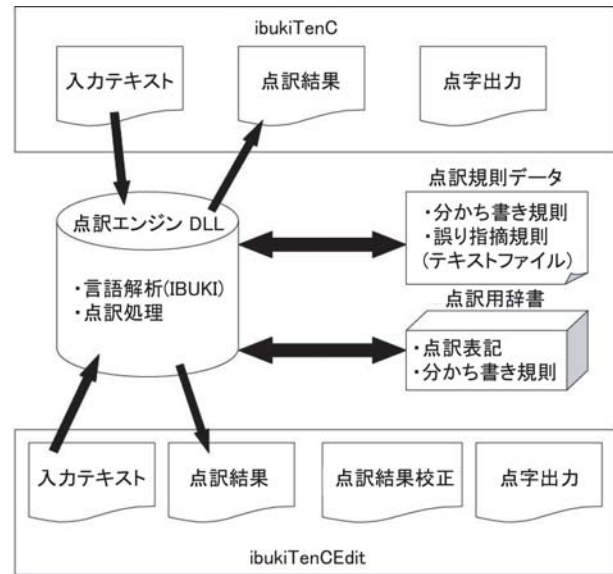 ibukiTenC
入力テキスト
点訳結果
点字出力
点訳エンジン DLL
・言語解析(IBUKI)
・点訳処理
点訳規則データ
・分かち書き規則
・誤り指摘規則
(テキストファイル)
点訳用辞書
・点訳表記
・分かち書き規則
入力テキスト
点訳結果
点訳結果校正
点字出力
ibukiTenCEdit